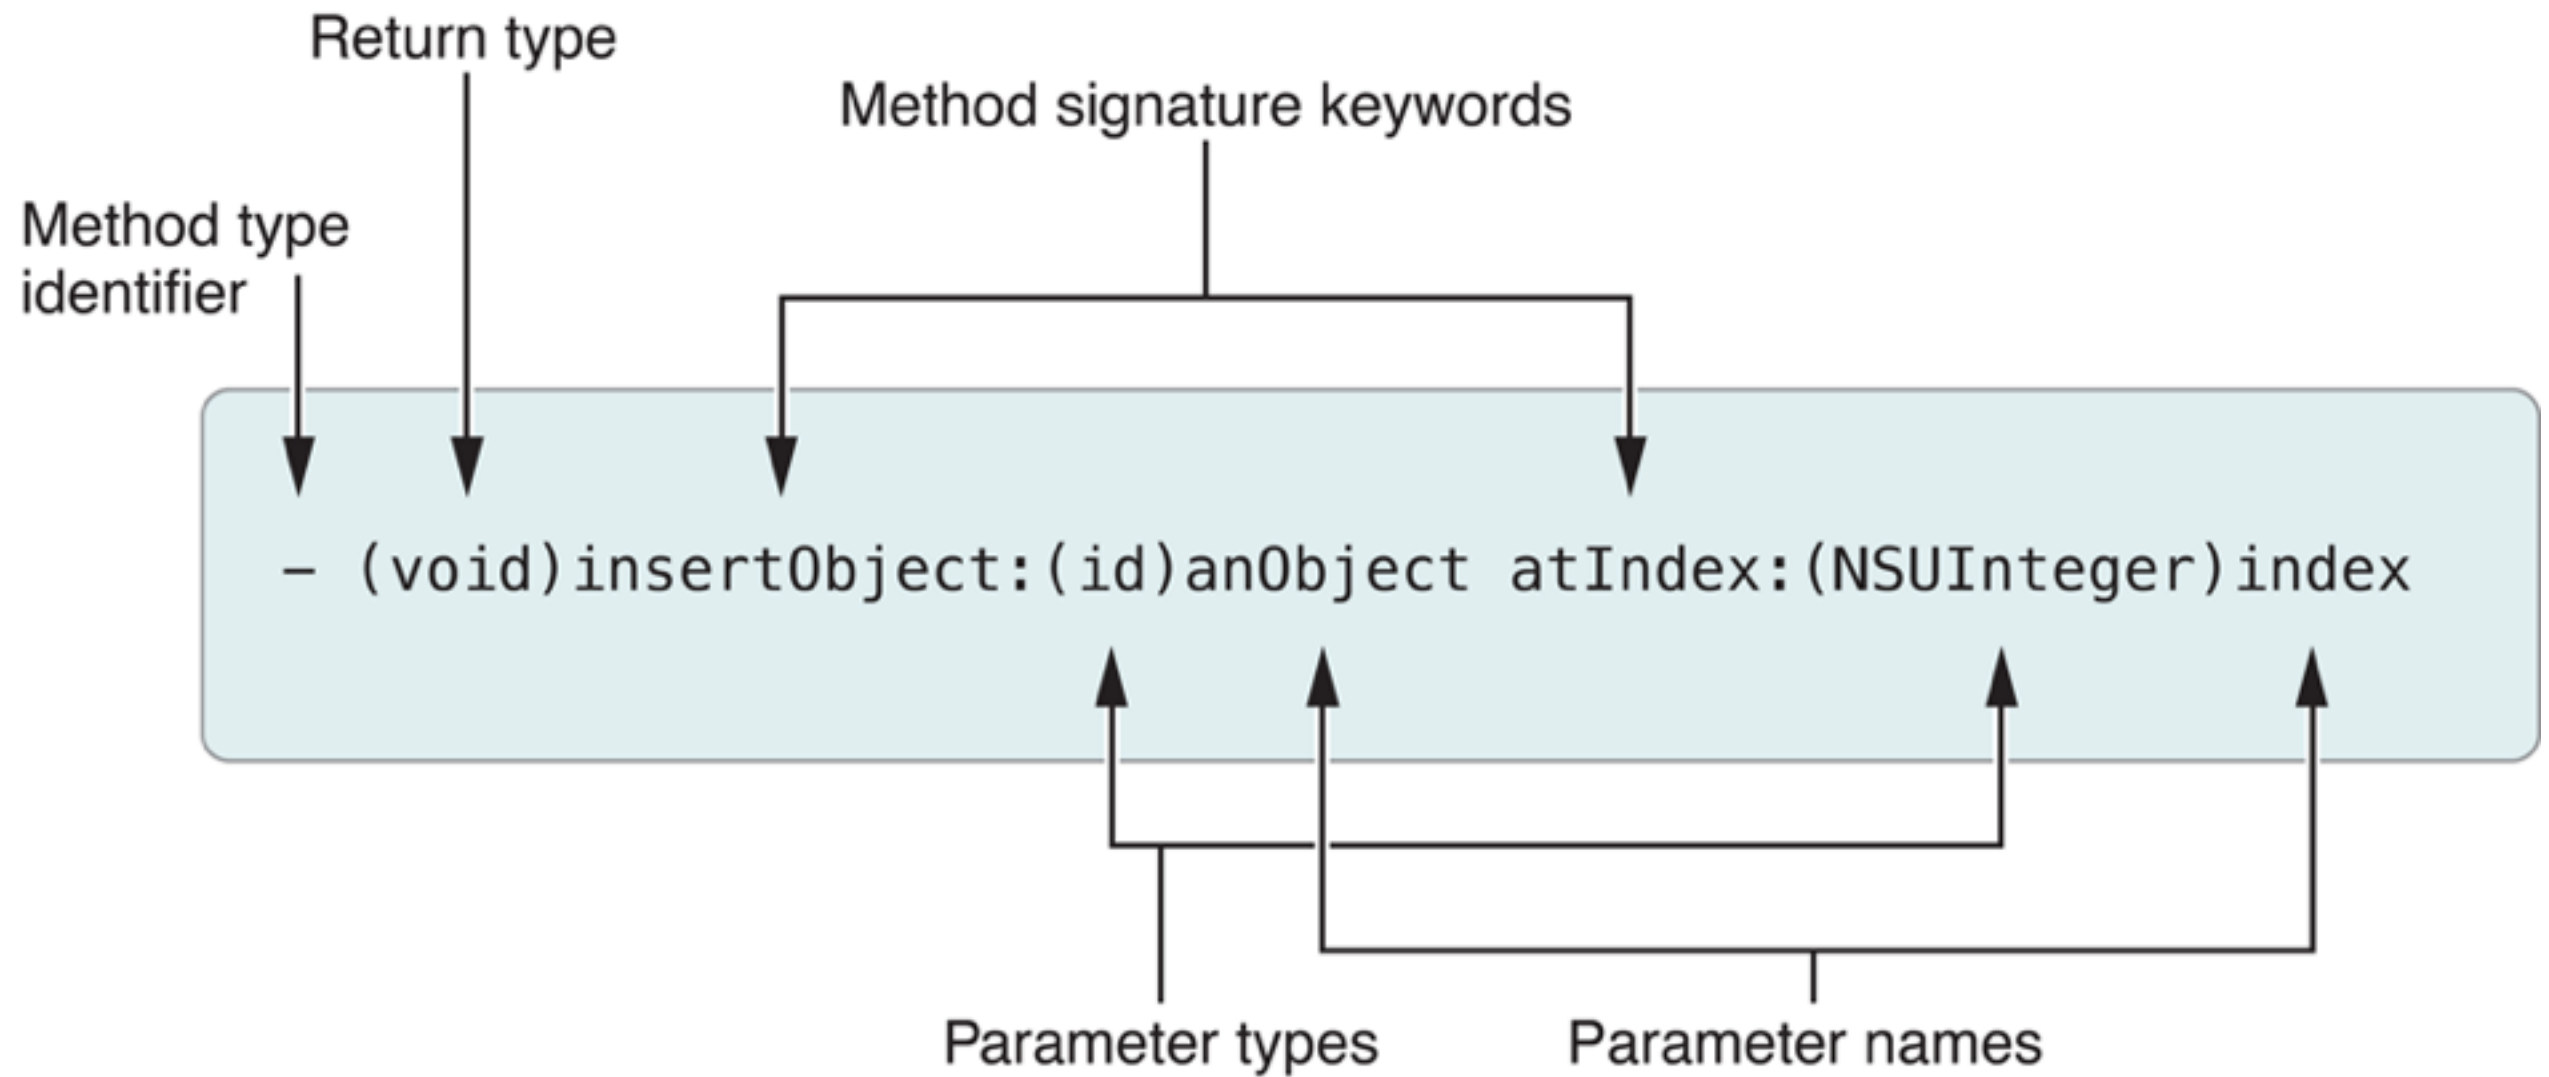 Return type
Method signature keywords
Method type
identifier
– (void)insertObject:(id)anObject atIndex:(NSUInteger)index
Parameter types
Parameter names